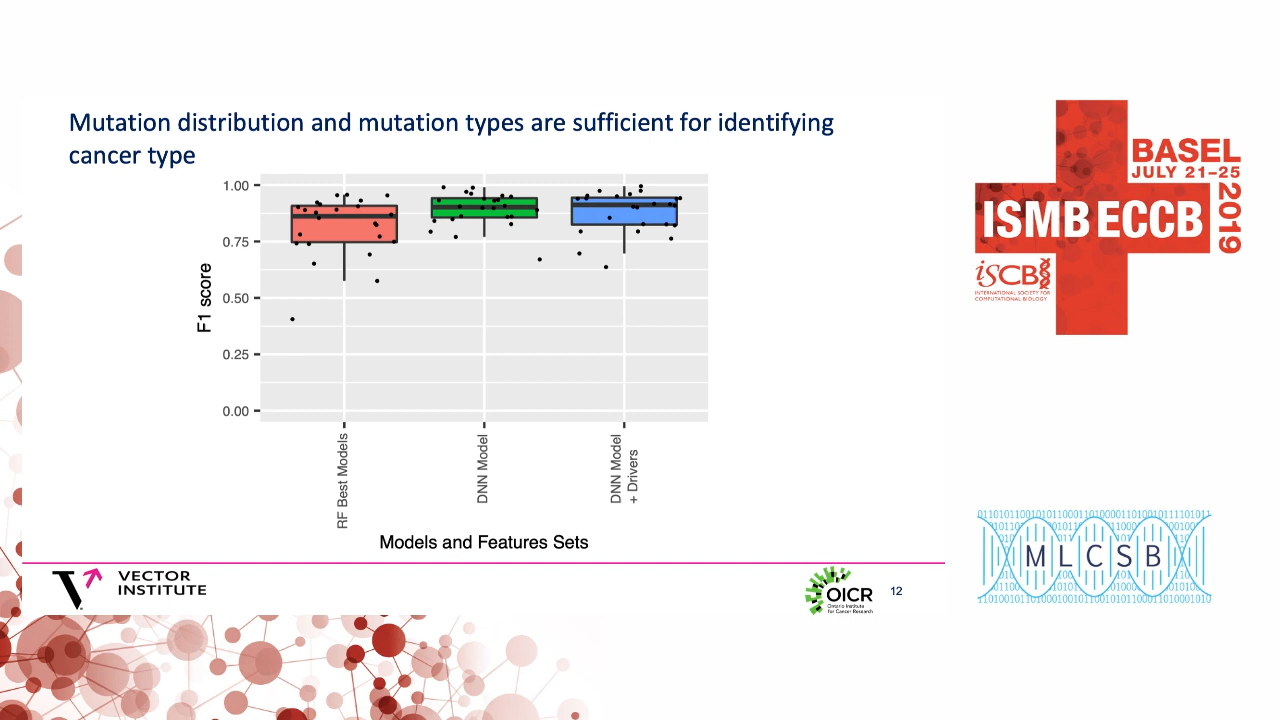 Mutation distribution and mutation types are sufficient for identifying
cancer type
1.00
0.75
0.50
0.25
0.00
F1 score
RF Best Models
DNN Model
DNN Model
+ Drivers
Models and Features Sets
VECTOR
INSTITUTE
OICR
Ontario Institute
for Cancer Research
12
BASEL
JULY 21–25
2019
ISMB ECCB
iSCB
INTERNATIONAL SOCIETY FOR
COMPUTATIONAL BIOLOGY
MLCSB